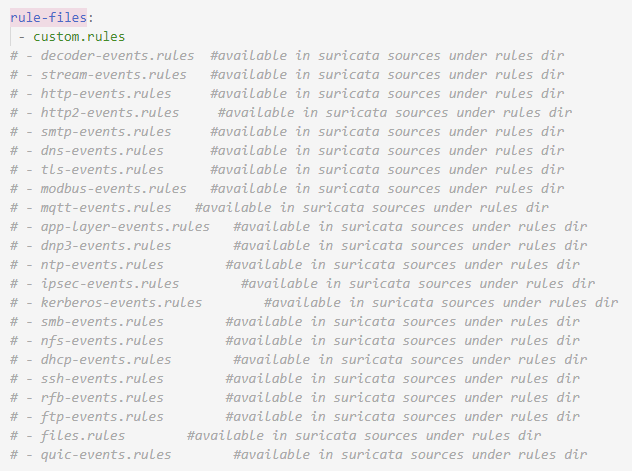 rule-files:
 - custom.rules
# - decoder-events.rules  #available in suricata sources under rules dir
# - stream-events.rules   #available in suricata sources under rules dir
# - http-events.rules     #available in suricata sources under rules dir
# - http2-events.rules     #available in suricata sources under rules dir
# - smtp-events.rules     #available in suricata sources under rules dir
# - dns-events.rules      #available in suricata sources under rules dir
# - tls-events.rules      #available in suricata sources under rules dir
# - modbus-events.rules   #available in suricata sources under rules dir
# - mqtt-events.rules   #available in suricata sources under rules dir
# - app-layer-events.rules   #available in suricata sources under rules dir
# - dnp3-events.rules        #available in suricata sources under rules dir
# - ntp-events.rules        #available in suricata sources under rules dir
# - ipsec-events.rules        #available in suricata sources under rules dir
# - kerberos-events.rules        #available in suricata sources under rules dir
# - smb-events.rules        #available in suricata sources under rules dir
# - nfs-events.rules        #available in suricata sources under rules dir
# - dhcp-events.rules        #available in suricata sources under rules dir
# - ssh-events.rules        #available in suricata sources under rules dir
# - rfb-events.rules        #available in suricata sources under rules dir
# - ftp-events.rules        #available in suricata sources under rules dir
# - files.rules        #available in suricata sources under rules dir
# - quic-events.rules        #available in suricata sources under rules dir